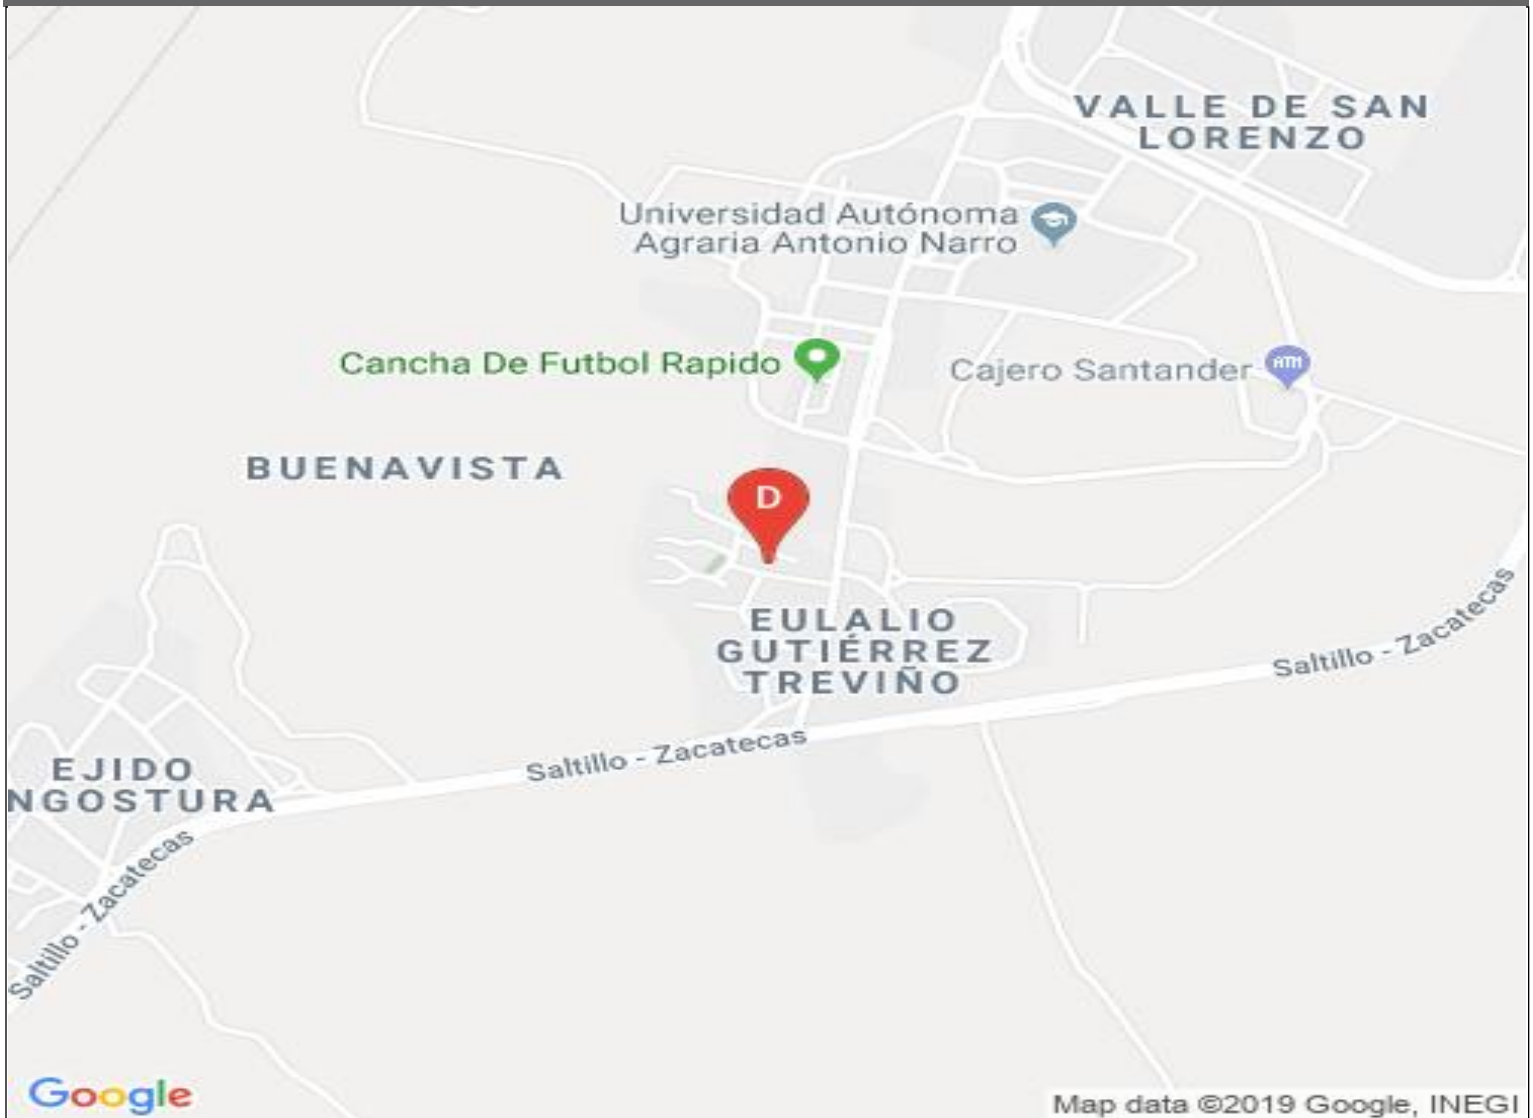 VALLE DE SAN
LORENZO
Universidad Autónoma
Agraria Antonio Narro
Cancha De Futbol Rapido
Cajero Santander
ATM
BUENAVISTA
D
EULALIO
GUTIÉRREZ
TREVIÑO
Saltillo - Zacatecas
Saltillo - Zacatecas
EJIDO
NGOSTURA
Saltillo - Zacatecas
Google
Map data ©2019 Google, INEGI